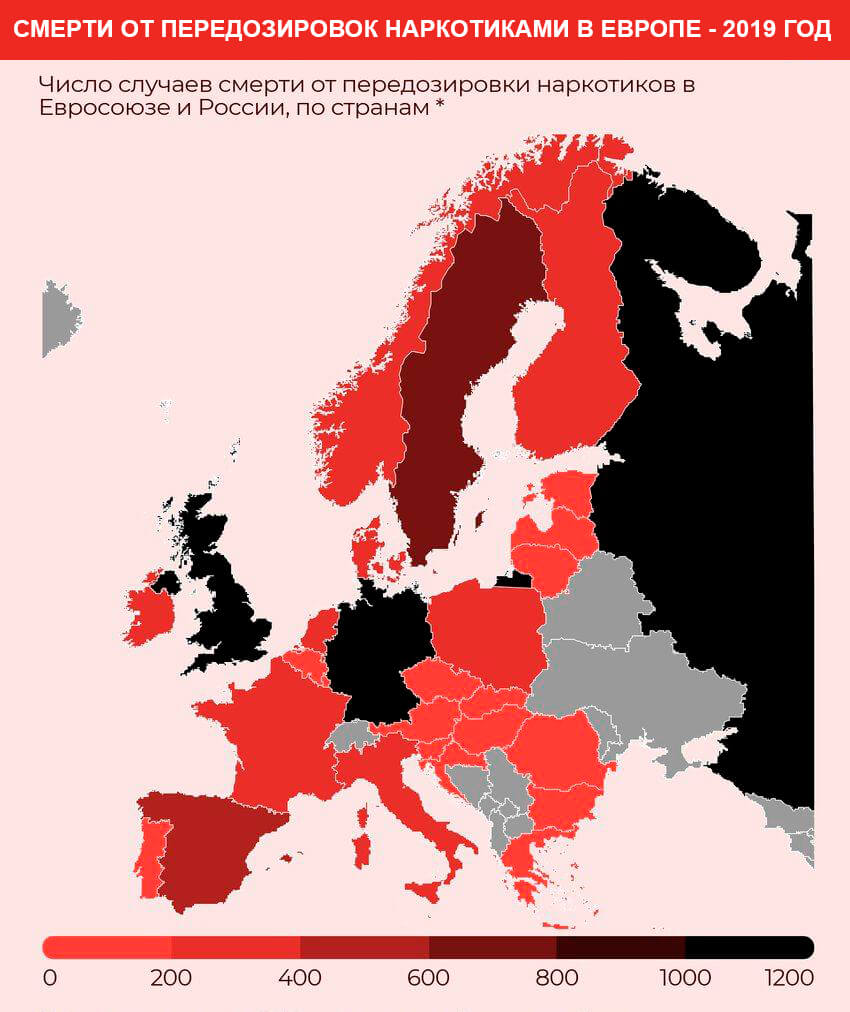 СМЕРТИ ОТ ПЕРЕДОЗИРОВОК НАРКОТИКАМИ В ЕВРОПЕ - 2019 ГОД
Число случаев смерти от передозировки наркотиков в
Евросоюзе и России, по странам *
0 200 400 600 800 1000 1200